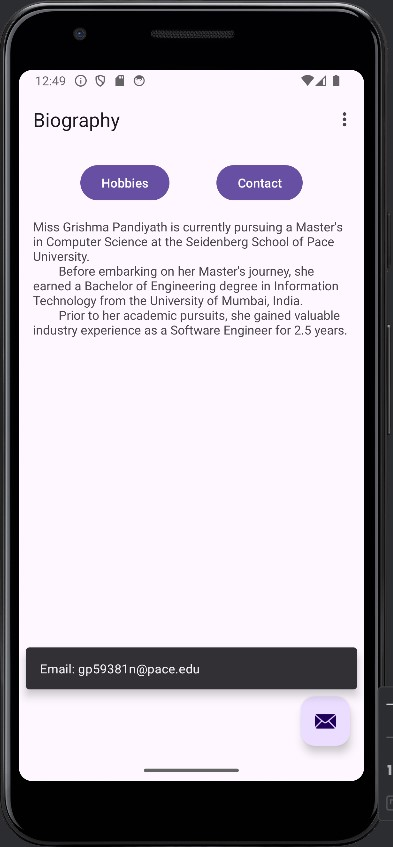 12:49
Biography
Hobbies
Contact
Miss Grishma Pandiyath is currently pursuing a Master's
in Computer Science at the Seidenberg School of Pace
University.
Before embarking on her Master's journey, she
earned a Bachelor of Engineering degree in Information
Technology from the University of Mumbai, India.
Prior to her academic pursuits, she gained valuable
industry experience as a Software Engineer for 2.5 years.
Email: gp59381n@pace.edu